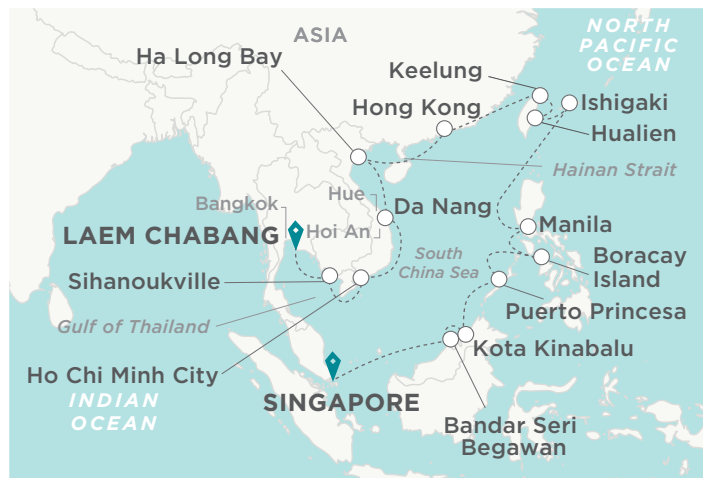 NORTH
PACIFIC
OCEAN
ASIA
Ha Long Bay
Keelung
Hong Kong
Ishigaki
Hualien
Hainan Strait
Hue
Bangkok
Da Nang
Hoi An
LAEM CHABANG
Manila
South
China Sea
Boracay
Island
Sihanoukville
Puerto Princesa
Gulf of Thailand
Kota Kinabalu
Ho Chi Minh City
INDIAN
OCEAN
SINGAPORE
Bandar Seri
Begawan